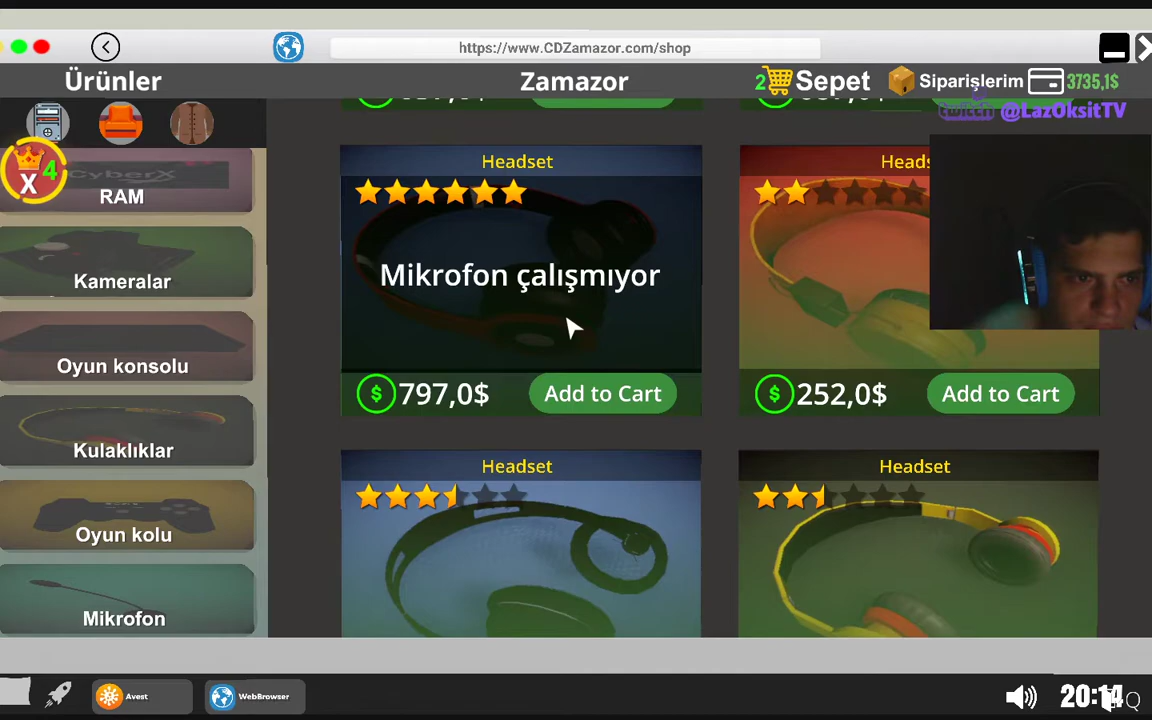 https://www.CDZamazor.com/shop
Ürünler
Zamazor
2 Sepet
Siparişlerim
3735,1$
twitch @LazOksitTV
X 4
CyberX
RAM
Kameralar
Oyun konsolu
Kulaklıklar
Oyun kolu
Mikrofon
Headset
Mikrofon çalışmıyor
$ 797,0$
Add to Cart
$ 252,0$
Add to Cart
Headset
Headset
Avest
WebBrowser
20:14